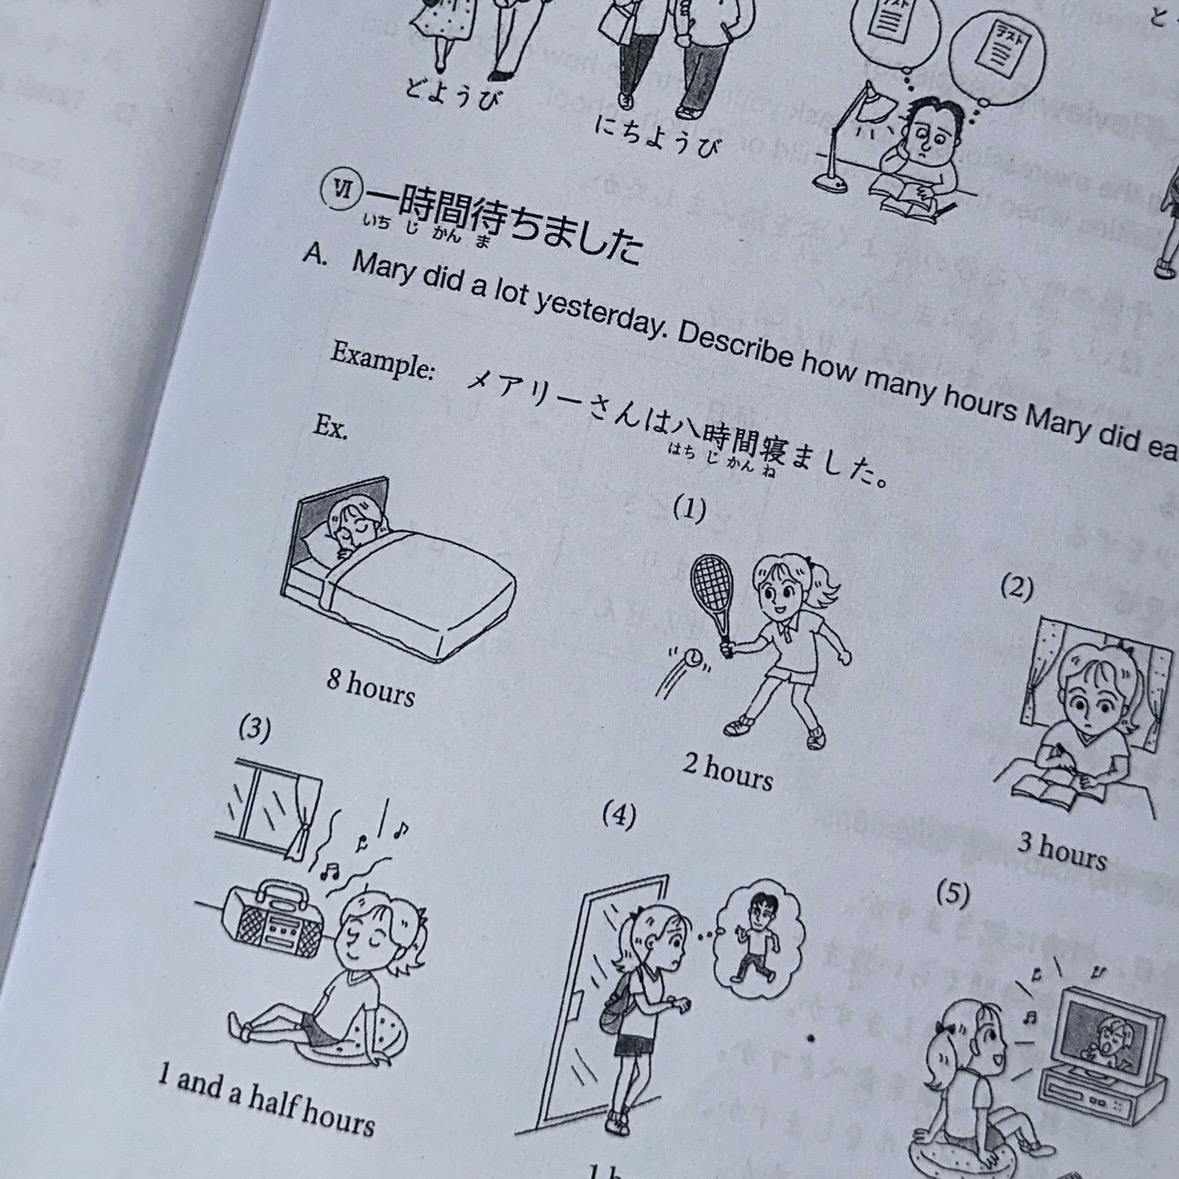 テスト
テスト
どようび
にちようび
Ⅵ 一時間待ちました
いち じ かん ま
A. Mary did a lot yesterday. Describe how many hours Mary did
Example: メアリーさんは八時間寝ました。
はち じ かん ね
Ex.
(1)
(2)
8 hours
2 hours
3 hours
(3)
(4)
(5)
1 and a half hours